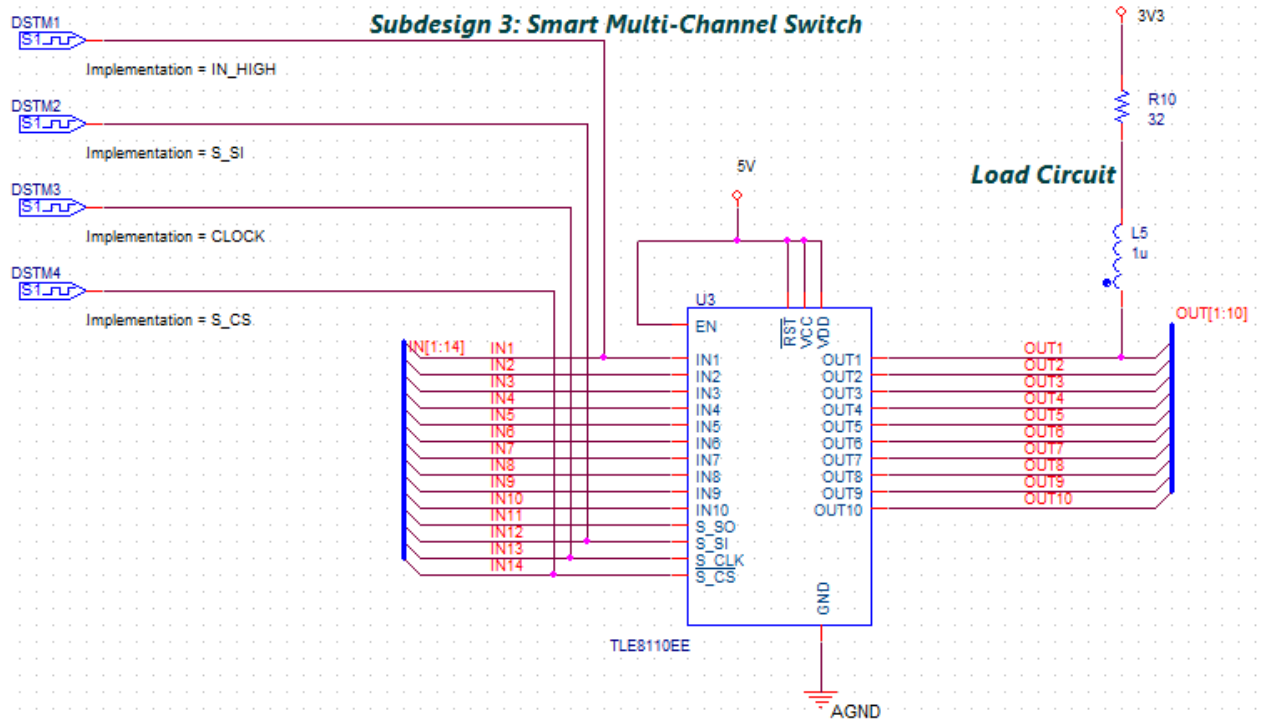 Subdesign 3: Smart Multi-Channel Switch
DSTM1
S1
Implementation = IN_HIGH
DSTM2
S1
Implementation = S_SI
DSTM3
S1
Implementation = CLOCK
DSTM4
S1
Implementation = S_CS
3V3
R10
32
Load Circuit
L5
1u
5V
U3
EN
RST
VCC
VDD
IN[1:14]
IN1
IN2
IN3
IN4
IN5
IN6
IN7
IN8
IN9
IN10
IN11
IN12
IN13
IN14
IN1
IN2
IN3
IN4
IN5
IN6
IN7
IN8
IN9
IN10
S_SO
S_SI
S_CLK
S_CS
OUT1
OUT2
OUT3
OUT4
OUT5
OUT6
OUT7
OUT8
OUT9
OUT10
GND
OUT1
OUT2
OUT3
OUT4
OUT5
OUT6
OUT7
OUT8
OUT9
OUT10
OUT[1:10]
TLE8110EE
AGND